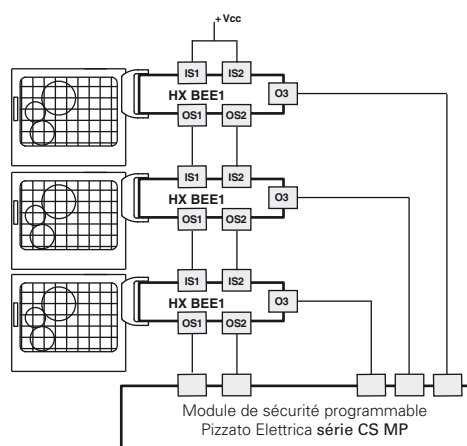 + Vcc
IS1 IS2
HX BEE1 O3
OS1 OS2
IS1 IS2
HX BEE1 O3
OS1 OS2
IS1 IS2
HX BEE1 O3
OS1 OS2
Module de sécurité programmable
Pizzato Elettrica série CS MP